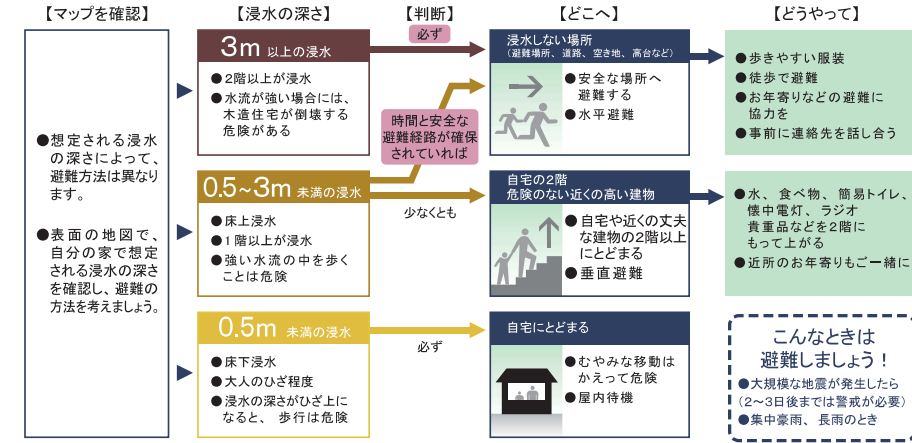 【マップを確認】
【浸水の深さ】
【判断】
【どこへ】
【どうやって】
●想定される浸水
の深さによって、
避難方法は異なり
ます。
●表面の地図で、
自分の家で想定
される浸水の深さ
を確認し、避難の
方法を考えましょう。
3m 以上の浸水
●2階以上が浸水
●水流が強い場合には、
木造住宅が倒壊する
危険がある
必ず
浸水しない場所
(避難場所、道路、空き地、高台など)
●安全な場所へ
避難する
●水平避難
●歩きやすい服装
●徒歩で避難
●お年寄りなどの避難に
協力を
●事前に連絡先を話し合う
時間と安全な
避難経路が確保
されていれば
0.5~3m 未満の浸水
●床上浸水
●1階以上が浸水
●強い水流の中を歩く
ことは危険
少なくとも
自宅の2階
危険のない近くの高い建物
●自宅や近くの丈夫
な建物の2階以上
にとどまる
●垂直避難
●水、食べ物、簡易トイレ、
懐中電灯、ラジオ
貴重品などを2階に
もって上がる
●近所のお年寄りもご一緒に
0.5m 未満の浸水
●床下浸水
●大人のひざ程度
●浸水の深さがひざ上に
なると、歩行は危険
必ず
自宅にとどまる
●むやみな移動は
かえって危険
●屋内待機
こんなときは
避難しましょう！
●大規模な地震が発生したら
(2~3日後までは警戒が必要)
●集中豪雨、長雨のとき